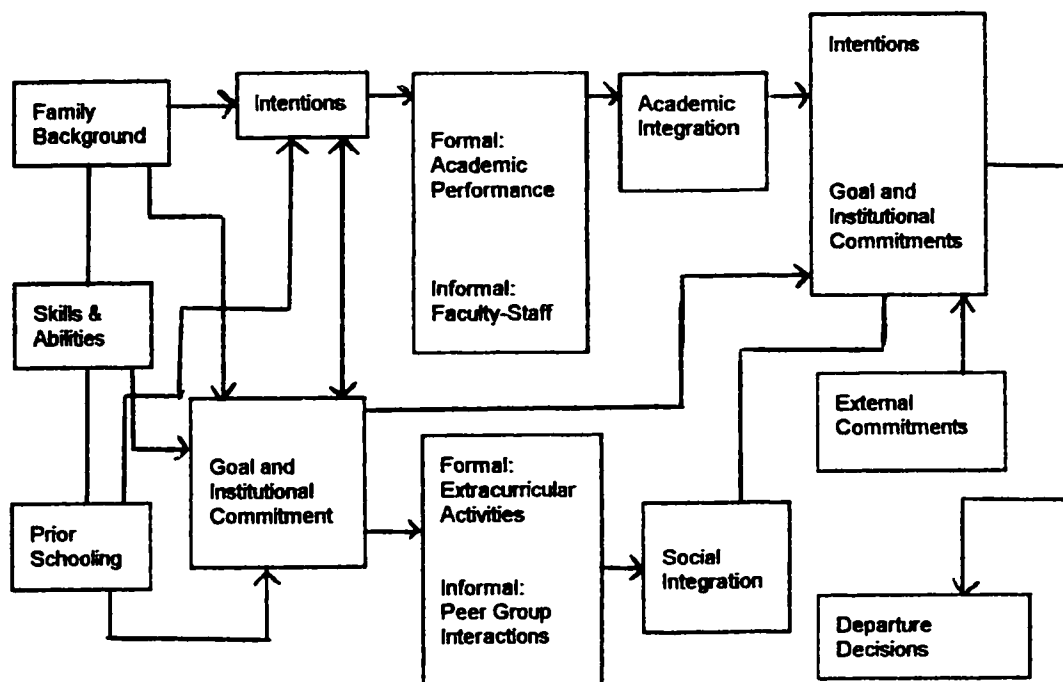 Family
Background
Intentions
Formal:
Academic
Performance
Informal:
Faculty-Staff
Academic
Integration
Intentions
Goal and
Institutional
Commitments
Skills &
Abilities
Prior
Schooling
Goal and
Institutional
Commitment
Formal:
Extracurricular
Activities
Informal:
Peer Group
Interactions
Social
Integration
External
Commitments
Departure
Decisions